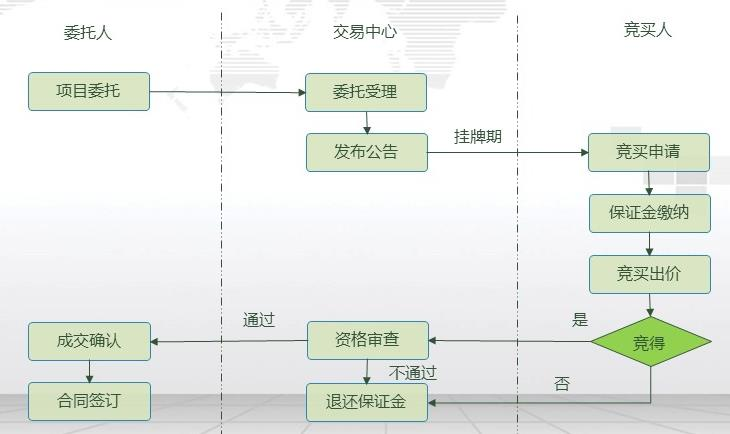 委托人
交易中心
竞买人
项目委托
委托受理
发布公告
挂牌期
竞买申请
保证金缴纳
竞买出价
是
竞得
通过
资格审查
成交确认
不通过
否
合同签订
退还保证金